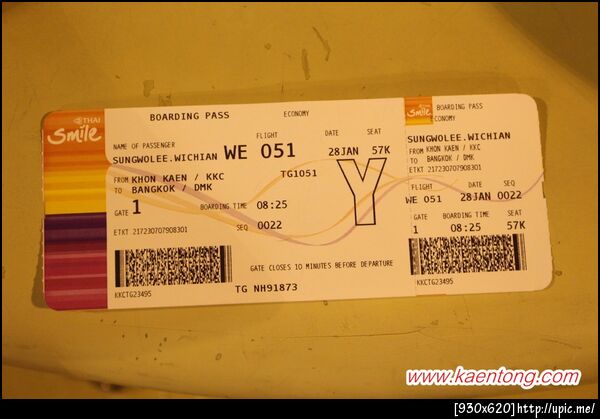 THAI
Smile
BOARDING PASS ECONOMY
NAME OF PASSENGER FLIGHT DATE SEAT
SUNGWOLEE.WICHIAN WE 051 28JAN 57K
FROM KHON KAEN / KKC TG1051
TO BANGKOK / DMK
Y
GATE 1 BOARDING TIME 08:25
ETKT 217230707908301 SEQ 0022
GATE CLOSES 10 MINUTES BEFORE DEPARTURE
KKCTG23495 TG NH91873
THAI
Smile
BOARDING PASS
CONOMY
SUNGWOLEE.WICHIAN
FROM KHON KAEN / KKC
TO BANGKOK / DMK
ETKT 217230707908301
FLIGHT DATE SEQ
WE 051 28JAN 0022
GATE BOARDING TIME SEAT
1 08:25 57K
KKCTG23495
www.kaentong.com
[930x620]http://upic.me/